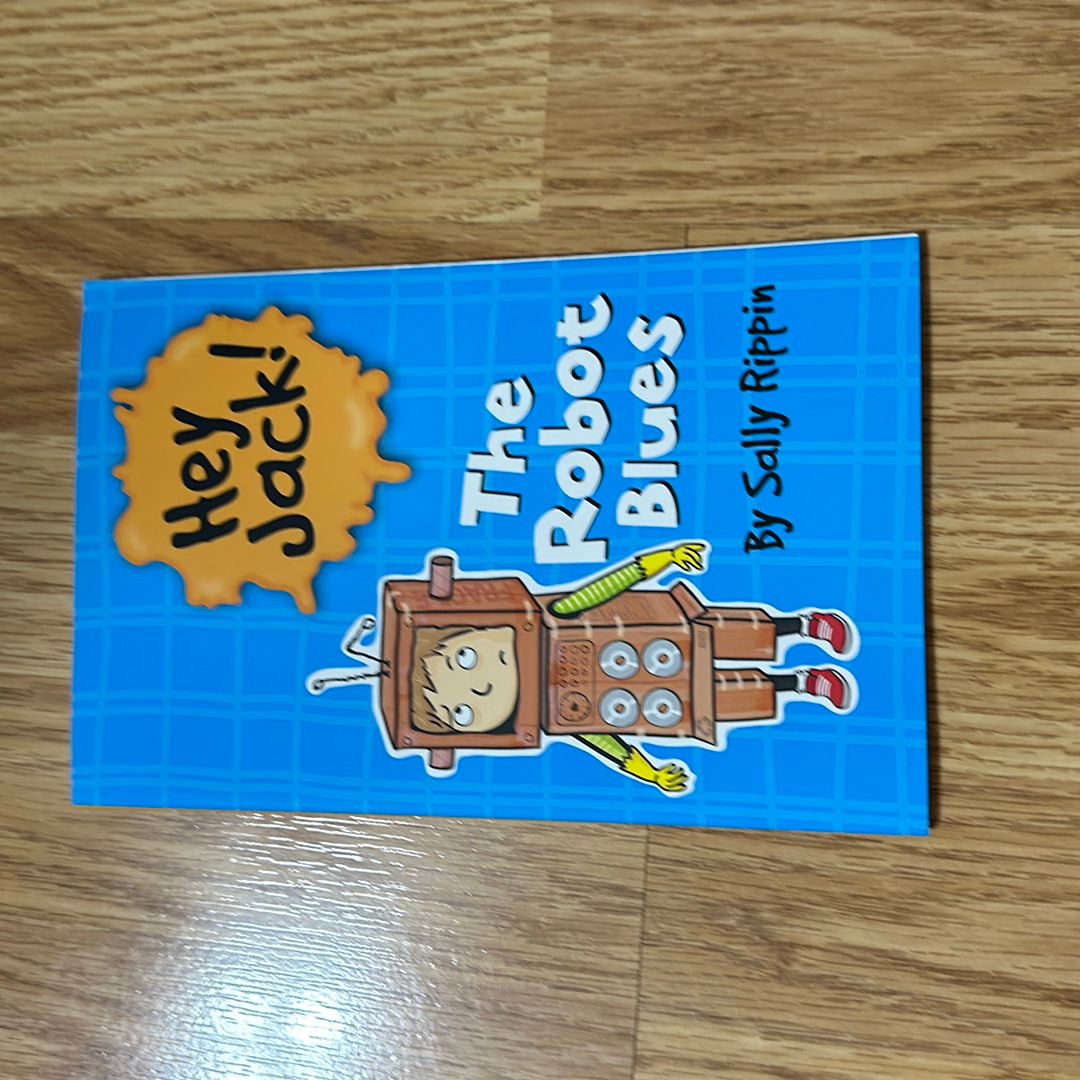 Hey
Jack!
The
Robot
Blues
By Sally Rippin